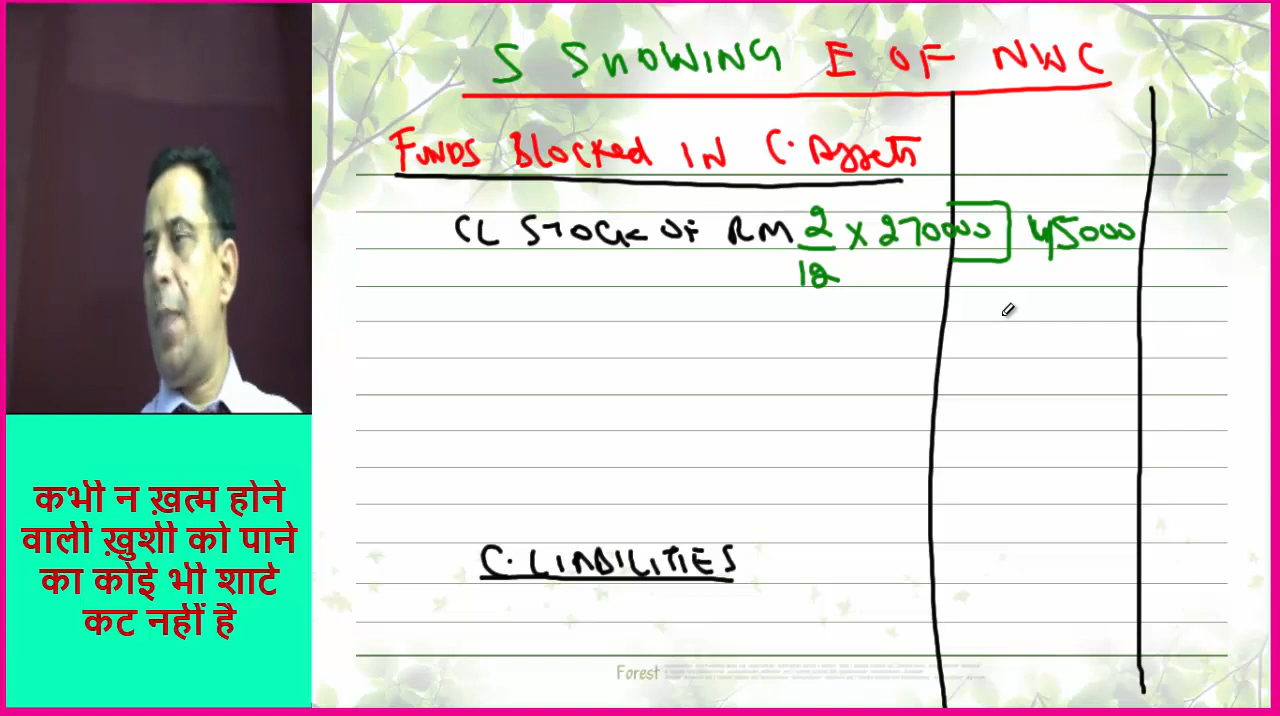 S SHOWING E OF NWC
FUNDS Blocked IN C. Assets
CL STOCK OF RM 2/12 × 270000 45000
C. LIABILITIES
कभी न ख़त्म होने
वाली ख़ुशी को पाने
का कोई भी शार्ट
कट नहीं है
Forest